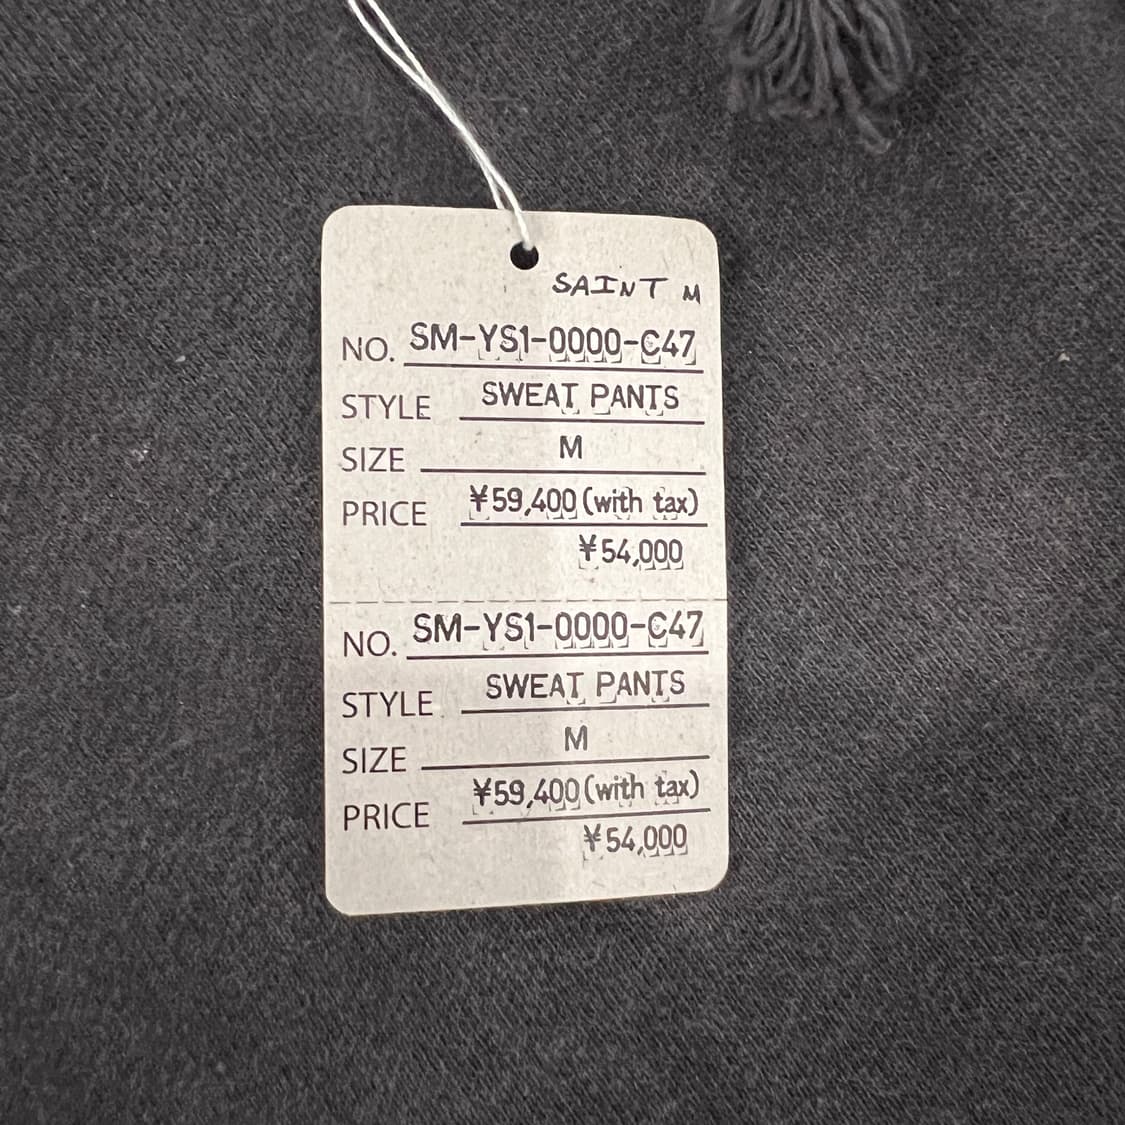 SAINT M
NO. SM-YS1-0000-C47
STYLE SWEAT PANTS
SIZE M
PRICE ¥59,400(with tax)
¥54,000
NO. SM-YS1-0000-C47
STYLE SWEAT PANTS
SIZE M
PRICE ¥59,400(with tax)
¥54,000